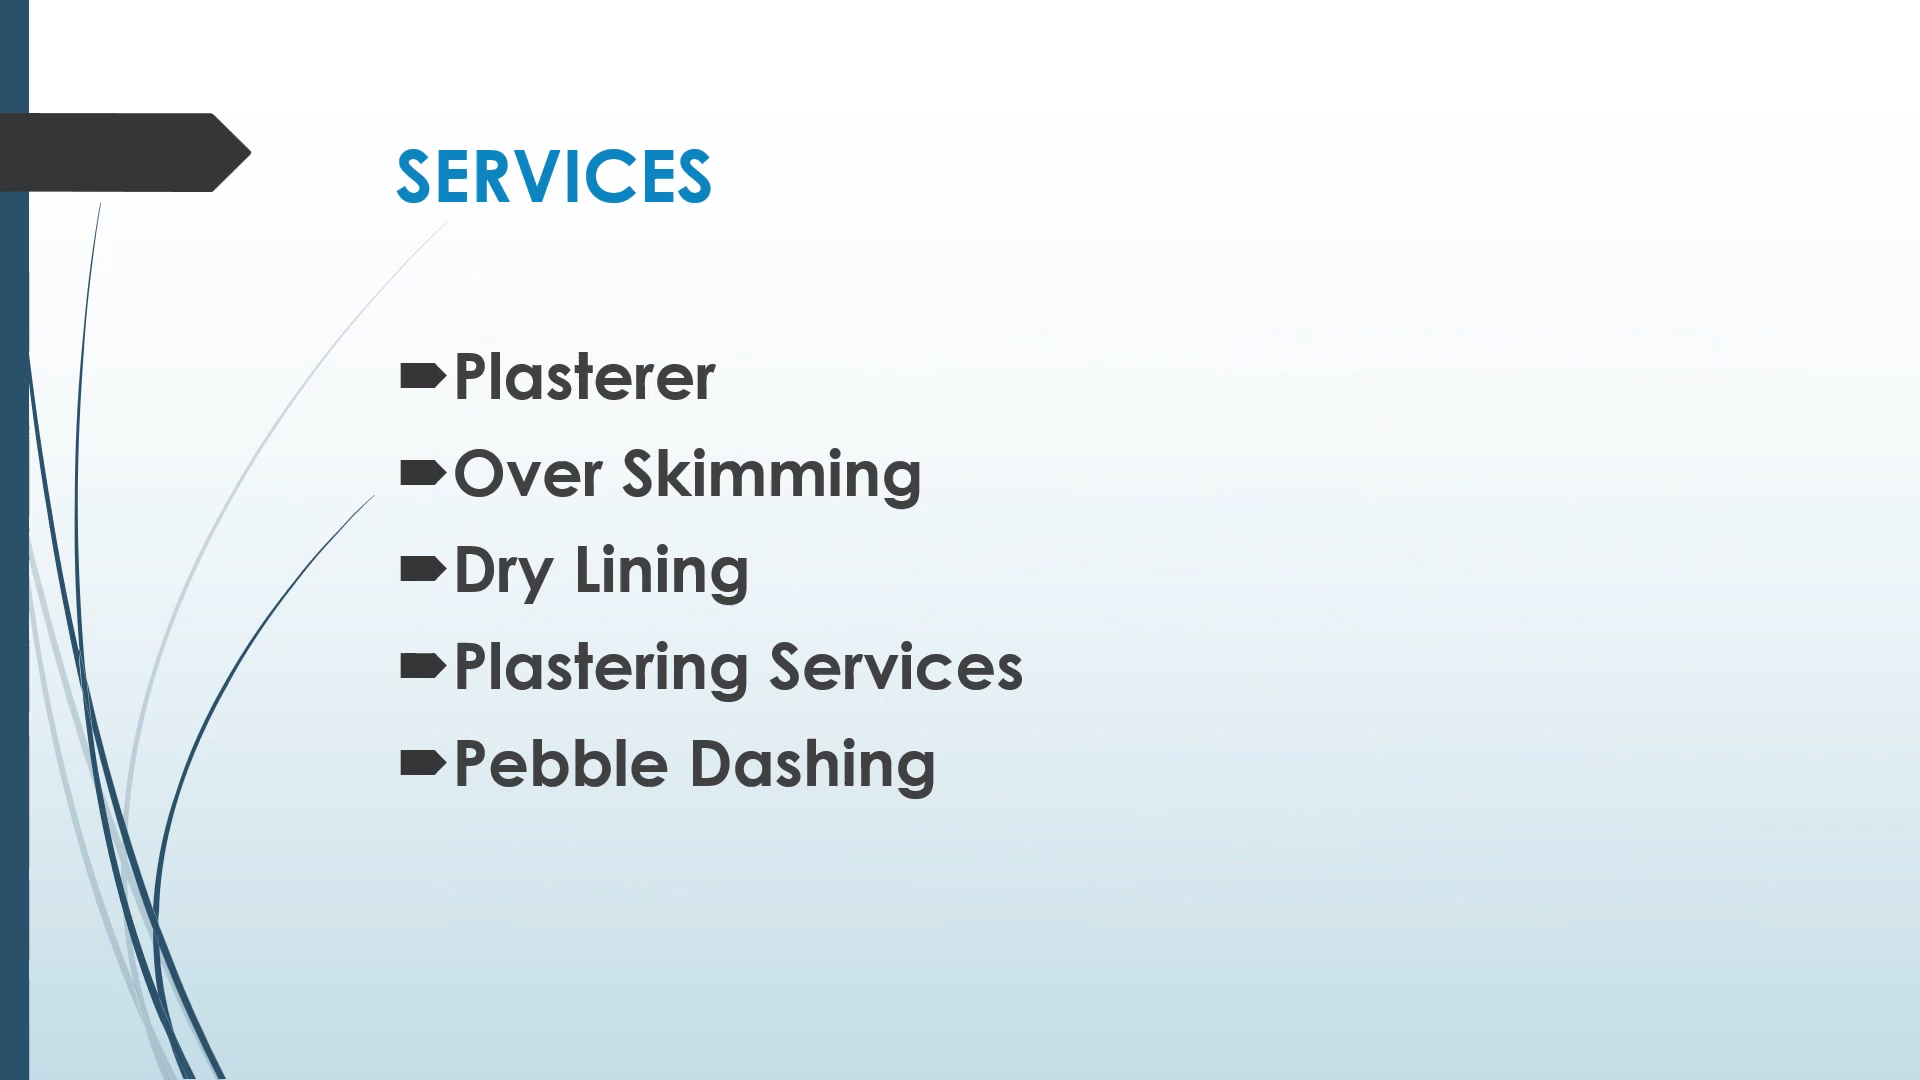 SERVICES
Plasterer
Over Skimming
Dry Lining
Plastering Services
Pebble Dashing